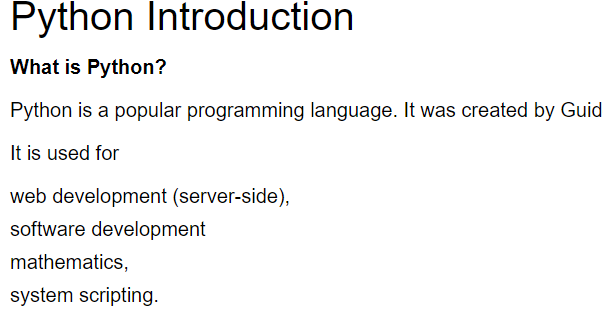 Python Introduction
What is Python?
Python is a popular programming language. It was created by Guid
It is used for
web development (server-side),
software development
mathematics,
system scripting.